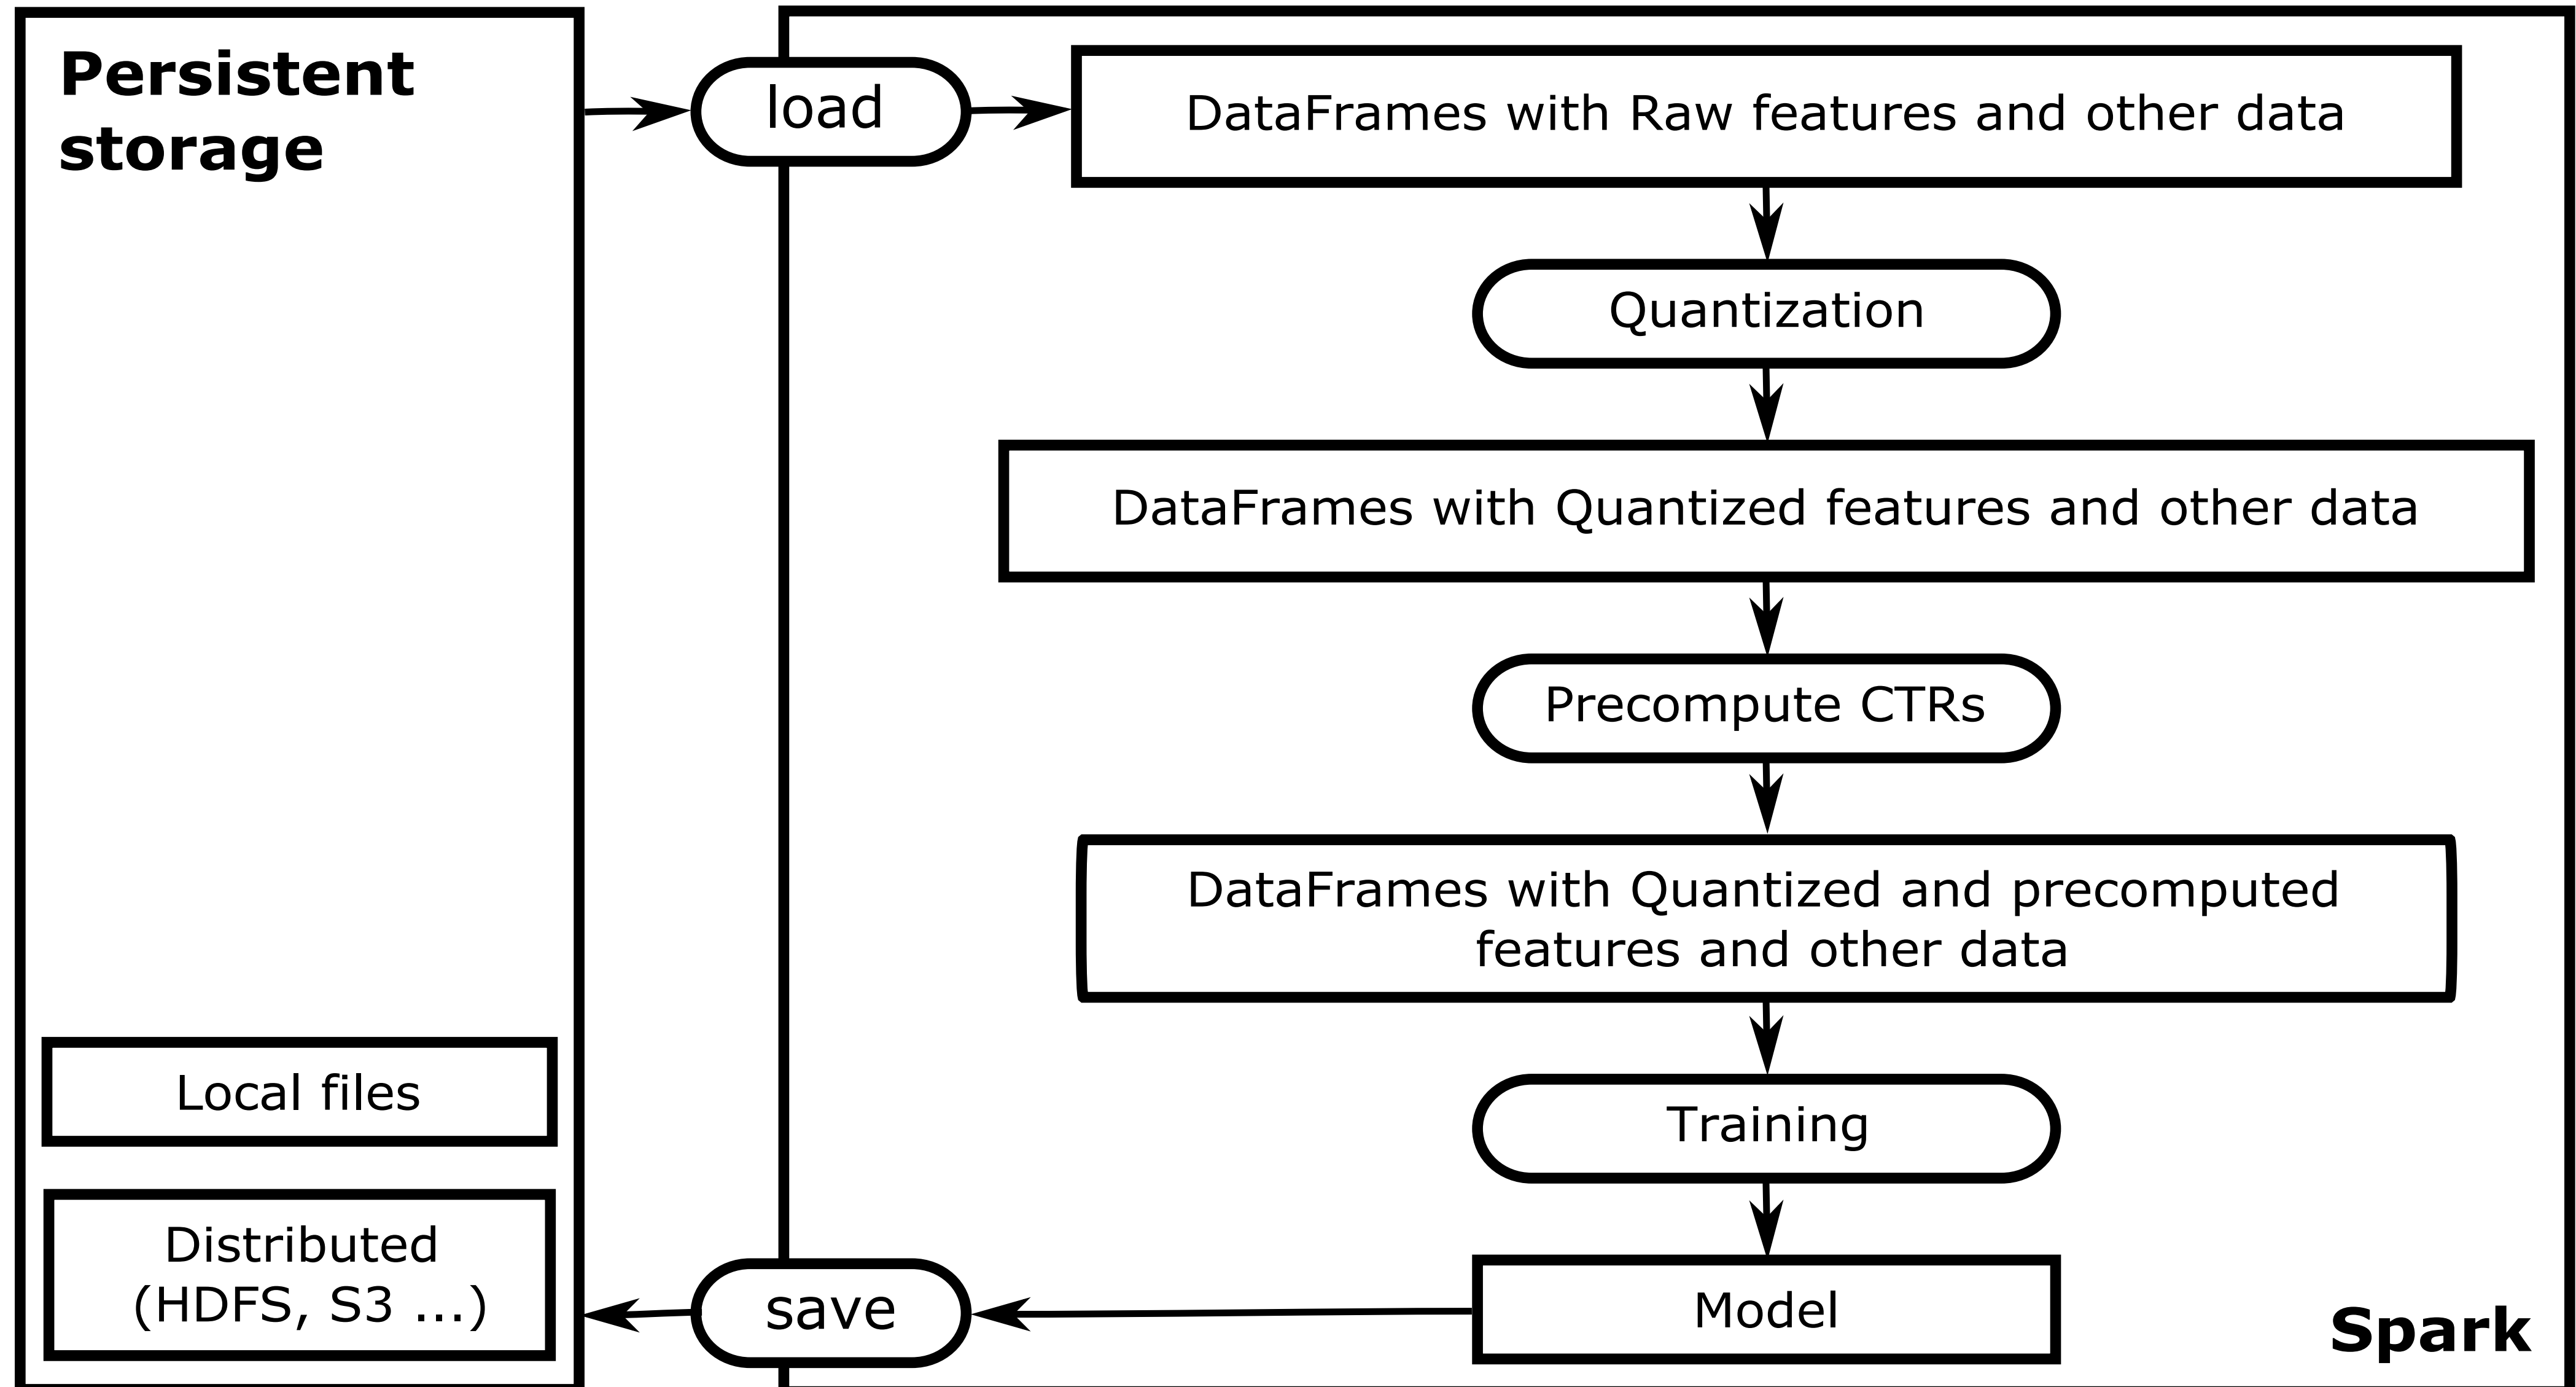 Persistent
storage
load
DataFrames with Raw features and other data
Quantization
DataFrames with Quantized features and other data
Precompute CTRs
DataFrames with Quantized and precomputed
features and other data
Local files
Training
Distributed
(HDFS, S3 ...)
save
Model
Spark